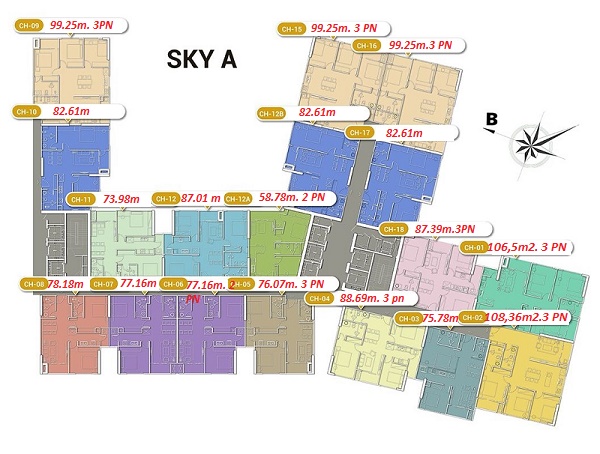 CH-09 99.25m. 3PN
CH-15 99.25m. 3 PN
CH-16 99.25m.3 PN
SKY A
CH-10 82.61m
CH-12B 82.61m
CH-17 82.61m
B
CH-11 73.98m
CH-12 87.01 m
CH-12A 58.78m. 2 PN
CH-18 87.39m.3PN
CH-01 106,5m2. 3 PN
CH-08 78.18m
CH-07 77.16m
CH-06 77.16m. PN
CH-05 76.07m. 3 PN
CH-04 88.69m. 3 pn
CH-03 75.78m
CH-02 108,36m2.3 PN